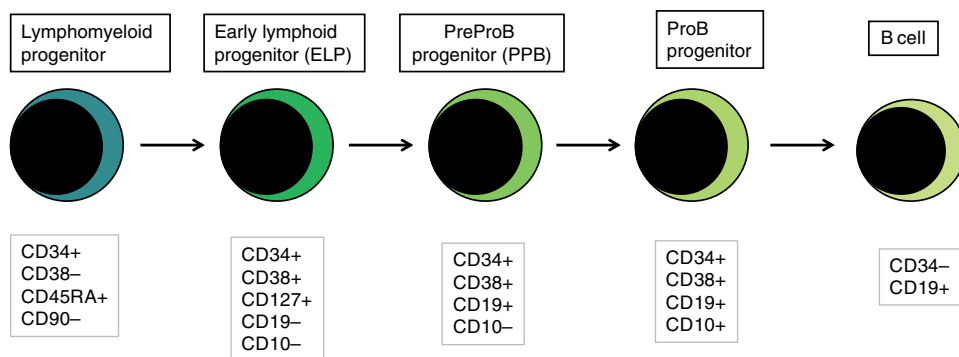 Lymphomyeloid
progenitor
Early lymphoid
progenitor (ELP)
PreProB
progenitor (PPB)
ProB
progenitor
B cell
CD34+
CD38–
CD45RA+
CD90–
CD34+
CD38+
CD127+
CD19–
CD10–
CD34+
CD38+
CD19+
CD10–
CD34+
CD38+
CD19+
CD10+
CD34–
CD19+